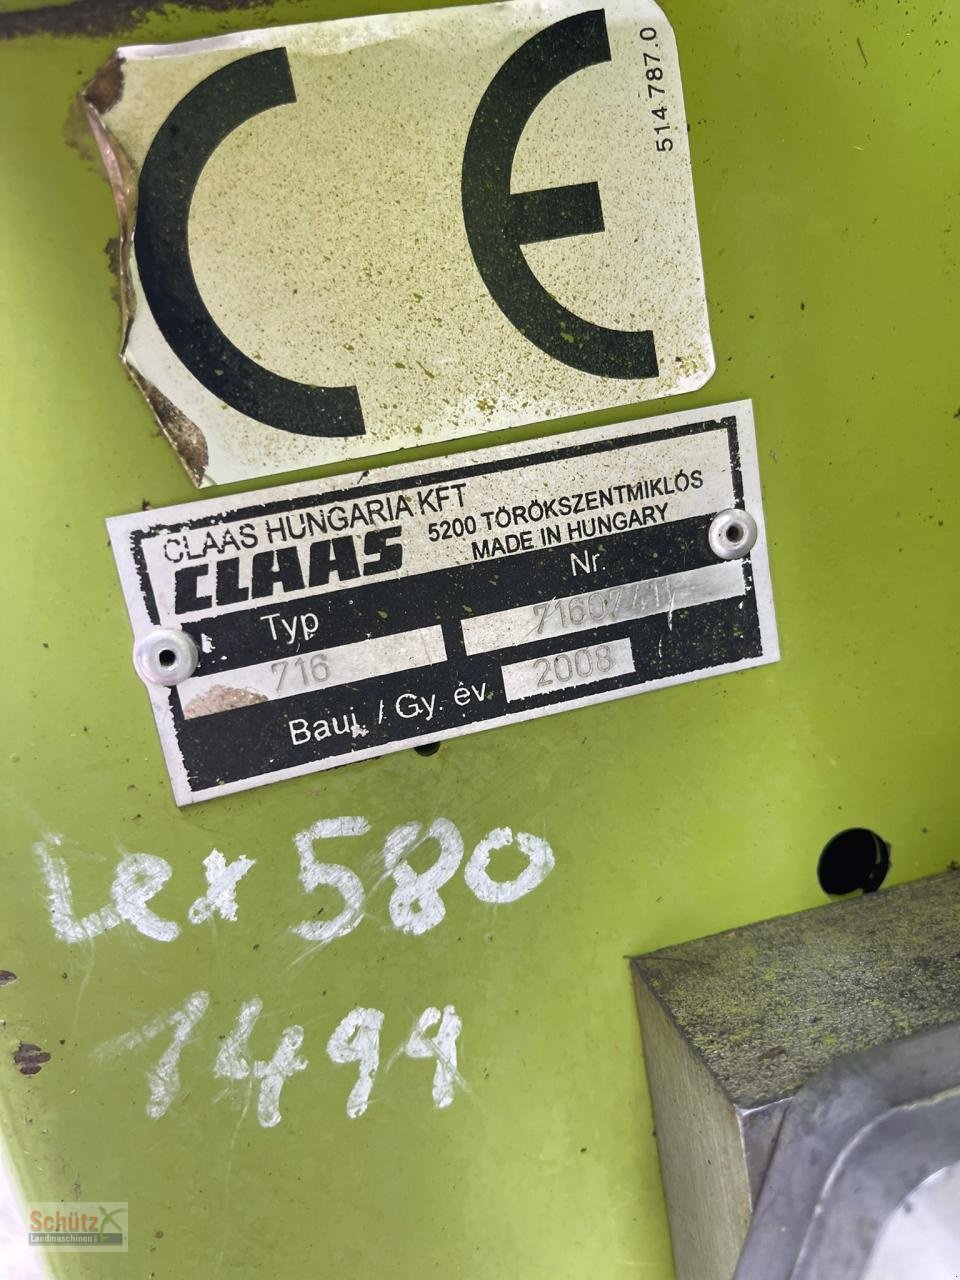 CE
514 787.0
CLAAS HUNGARIA KFT
CLAAS 5200 TÖRÖKSZENTMIKLÓS
MADE IN HUNGARY
Typ Nr.
716
Bauj. / Gy. év 2008
Lex 580
1499
Schütz
Landmaschinen